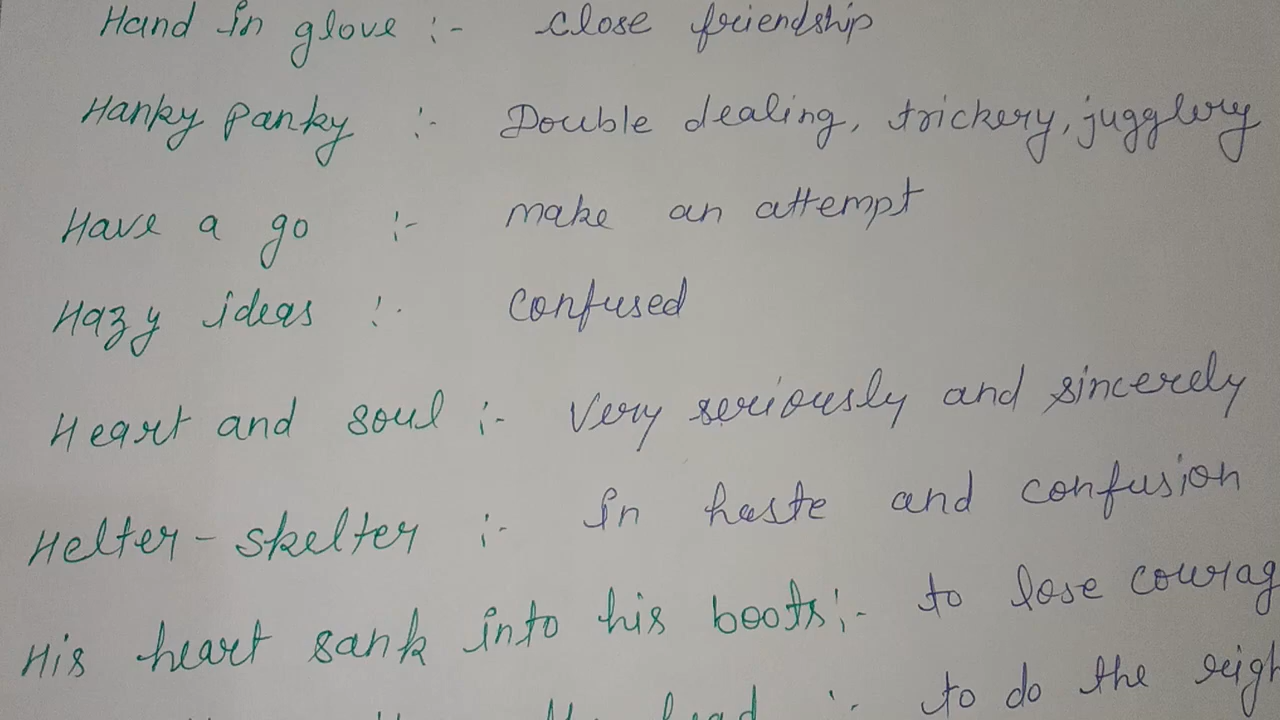 Hand in glove :- close friendship
Hanky panky :- Double dealing, trickery, jugglery
Have a go :- make an attempt
Hazy ideas :- confused
Heart and soul :- Very seriously and sincerely
Helter-skelter :- in haste and confusion
His heart sank into his boots :- to lose courag
head :- to do the righ